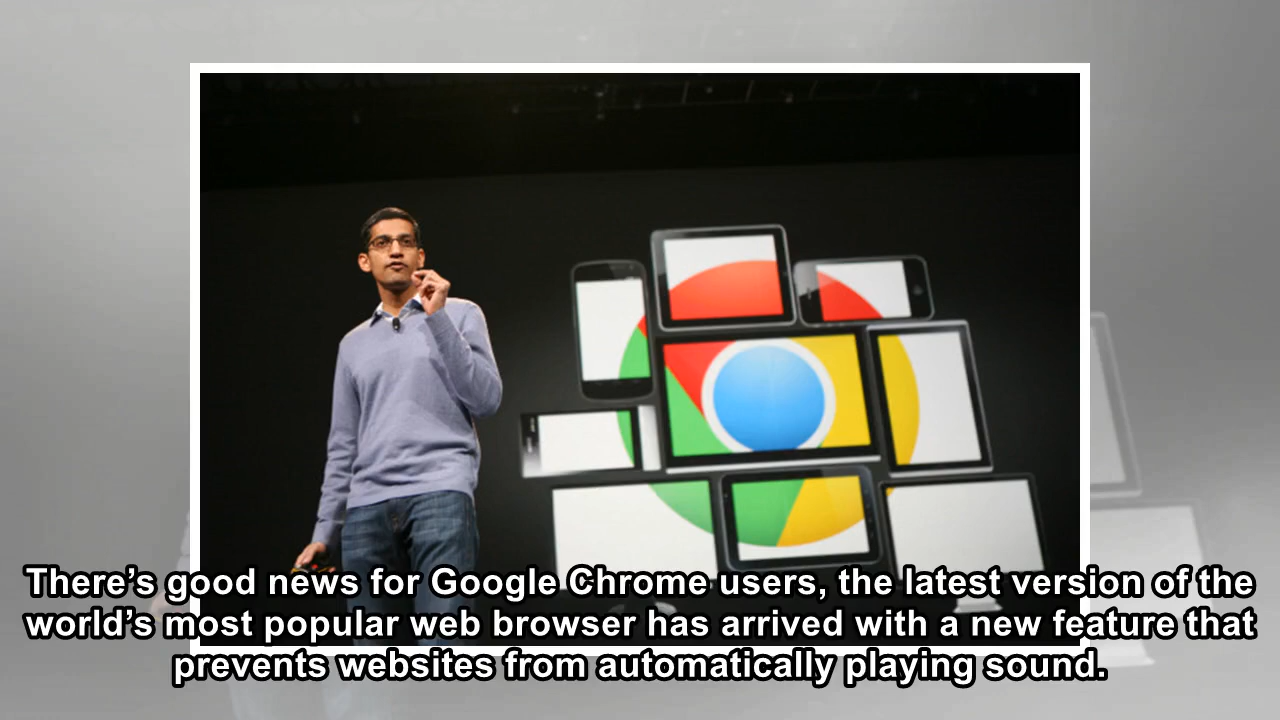 There’s good news for Google Chrome users, the latest version of the
world’s most popular web browser has arrived with a new feature that
prevents websites from automatically playing sound.